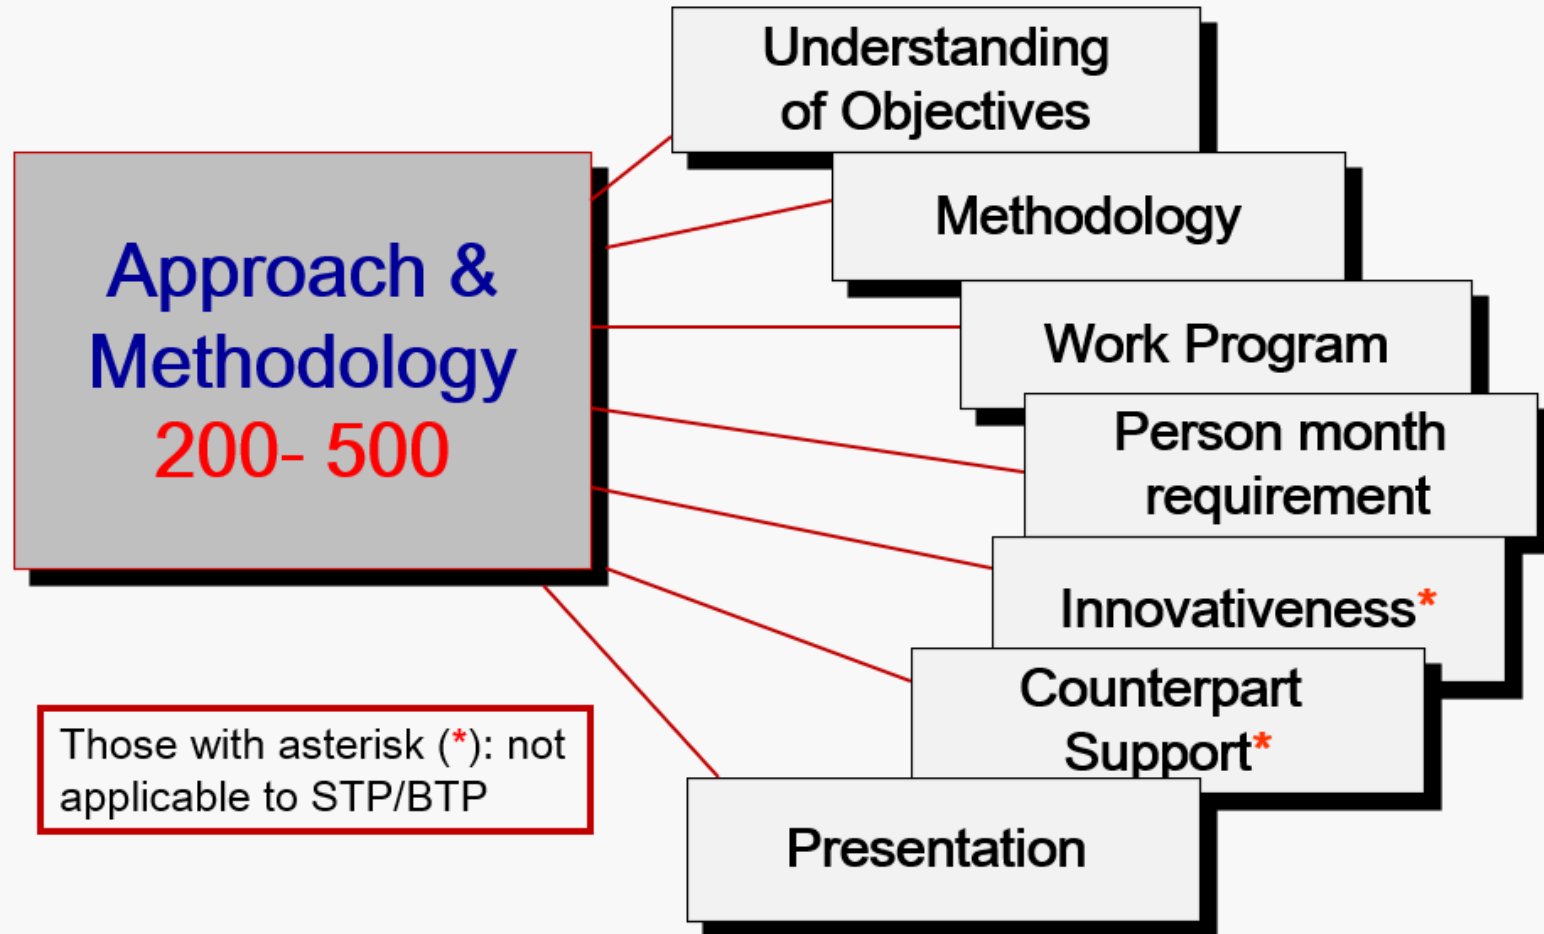 Understanding
of Objectives
Methodology
Approach &
Methodology
200- 500
Work Program
Person month
requirement
Innovativeness*
Counterpart
Support*
Those with asterisk (*): not
applicable to STP/BTP
Presentation